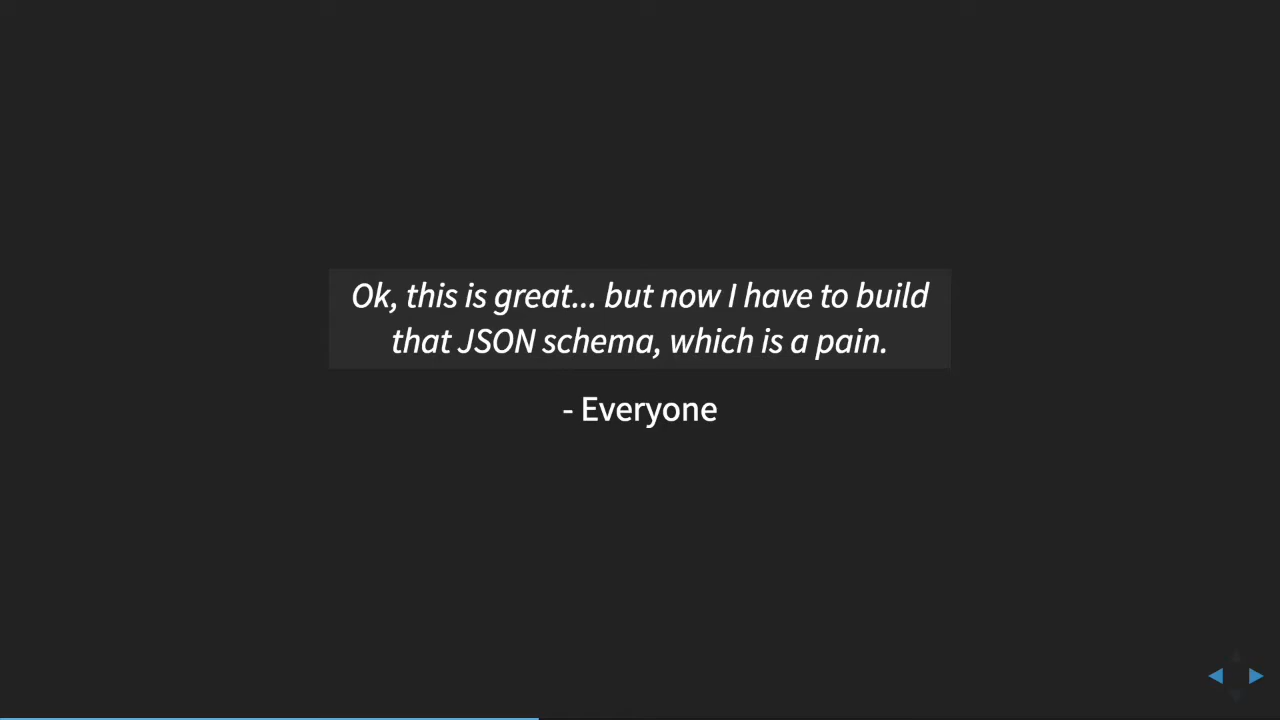 Ok, this is great... but now I have to build
that JSON schema, which is a pain.
- Everyone